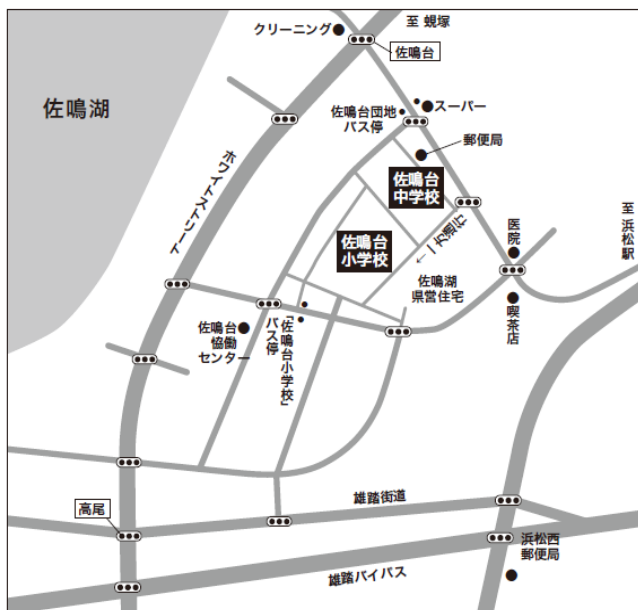 至 蜆塚
クリーニング
佐鳴台
佐鳴湖
スーパー
佐鳴台団地
バス停
郵便局
ホワイトストリート
佐鳴台
中学校
佐鳴台
小学校
←一方通行
医院
至 浜松駅
佐鳴湖
県営住宅
喫茶店
佐鳴台
協働
センター
「佐鳴台小学校」
バス停
雄踏街道
高尾
浜松西
郵便局
雄踏バイパス